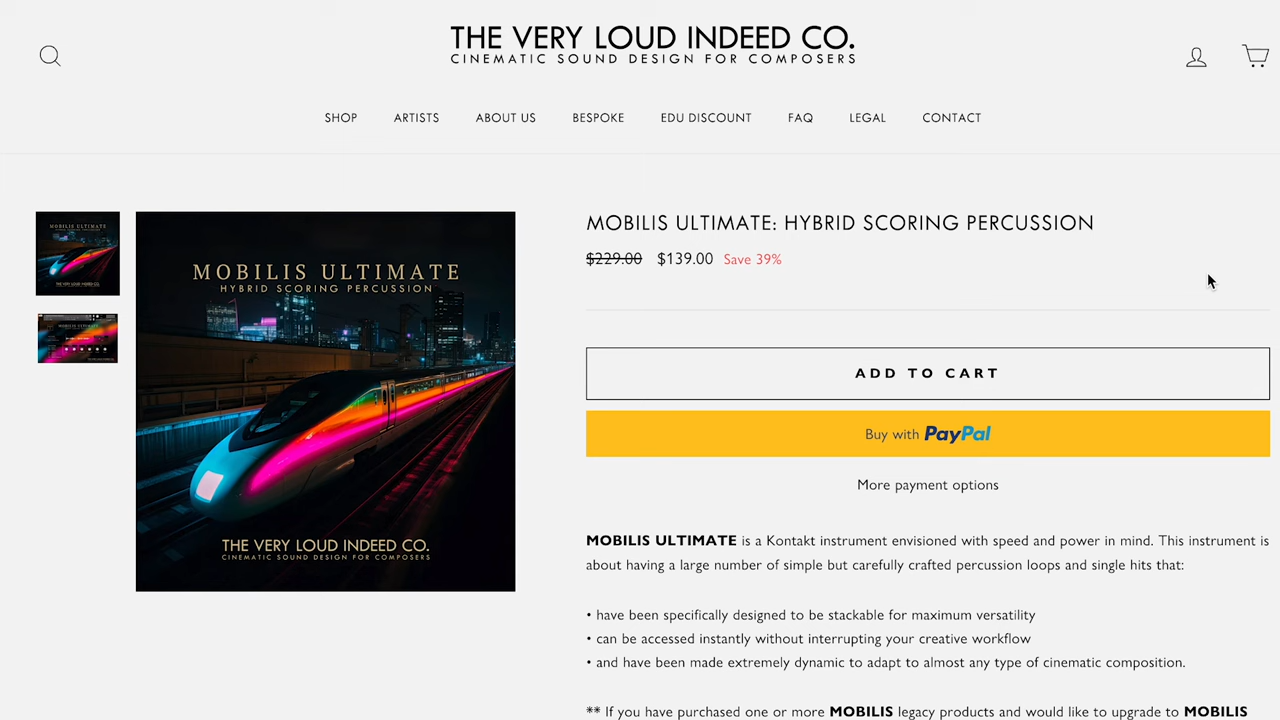 THE VERY LOUD INDEED CO.
CINEMATIC SOUND DESIGN FOR COMPOSERS
SHOP ARTISTS ABOUT US BESPOKE EDU DISCOUNT FAQ LEGAL CONTACT
MOBILIS ULTIMATE
HYBRID SCORING PERCUSSION
THE VERY LOUD INDEED CO.
CINEMATIC SOUND DESIGN FOR COMPOSERS
MOBILIS ULTIMATE: HYBRID SCORING PERCUSSION
$229.00 $139.00 Save 39%
ADD TO CART
Buy with PayPal
More payment options
MOBILIS ULTIMATE is a Kontakt instrument envisioned with speed and power in mind. This instrument is
about having a large number of simple but carefully crafted percussion loops and single hits that:
• have been specifically designed to be stackable for maximum versatility
• can be accessed instantly without interrupting your creative workflow
• and have been made extremely dynamic to adapt to almost any type of cinematic composition.
** If you have purchased one or more MOBILIS legacy products and would like to upgrade to MOBILIS